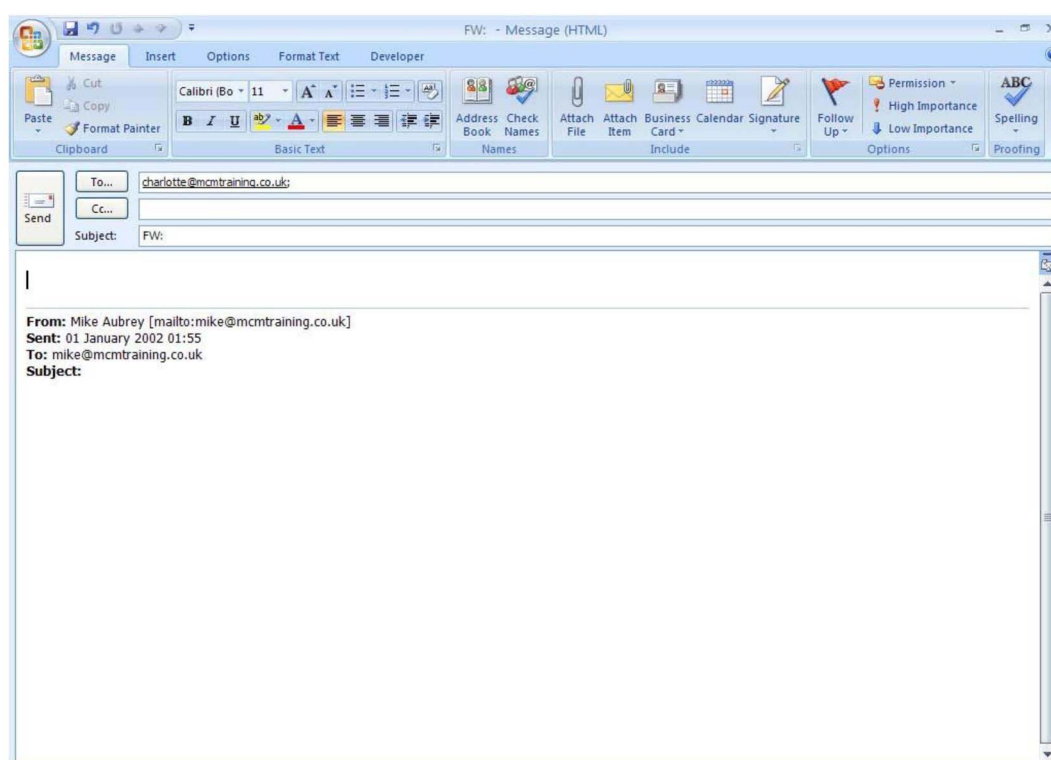 FW: - Message (HTML)
Message Insert Options Format Text Developer
Paste
Cut
Copy
Format Painter
Clipboard
Calibri (Bo 11
B I U
Basic Text
Address Book
Check Names
Names
Attach File
Attach Item
Business Card
Calendar
Signature
Include
Follow Up
Permission
High Importance
Low Importance
Options
ABC
Spelling
Proofing
Send
To... charlotte@mcmtraining.co.uk;
Cc...
Subject: FW:
From: Mike Aubrey [mailto:mike@mcmtraining.co.uk]
Sent: 01 January 2002 01:55
To: mike@mcmtraining.co.uk
Subject: